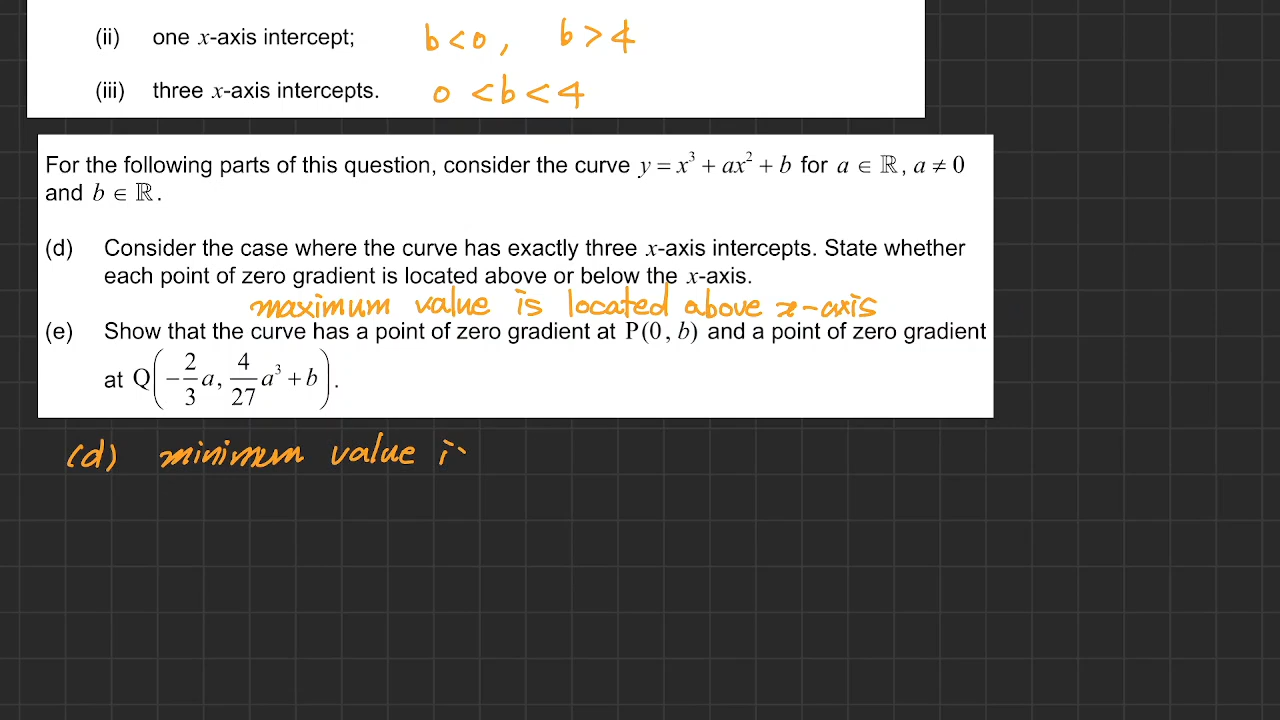 (ii) one x-axis intercept; b < 0, b > 4
(iii) three x-axis intercepts. 0 < b < 4
For the following parts of this question, consider the curve y = x³ + ax² + b for a ∈ ℝ, a ≠ 0
and b ∈ ℝ.
(d) Consider the case where the curve has exactly three x-axis intercepts. State whether
each point of zero gradient is located above or below the x-axis.
maximum value is located above x-axis
(e) Show that the curve has a point of zero gradient at P(0, b) and a point of zero gradient
at Q(−2/3 a, 4/27 a³ + b).
(d) minimum value i